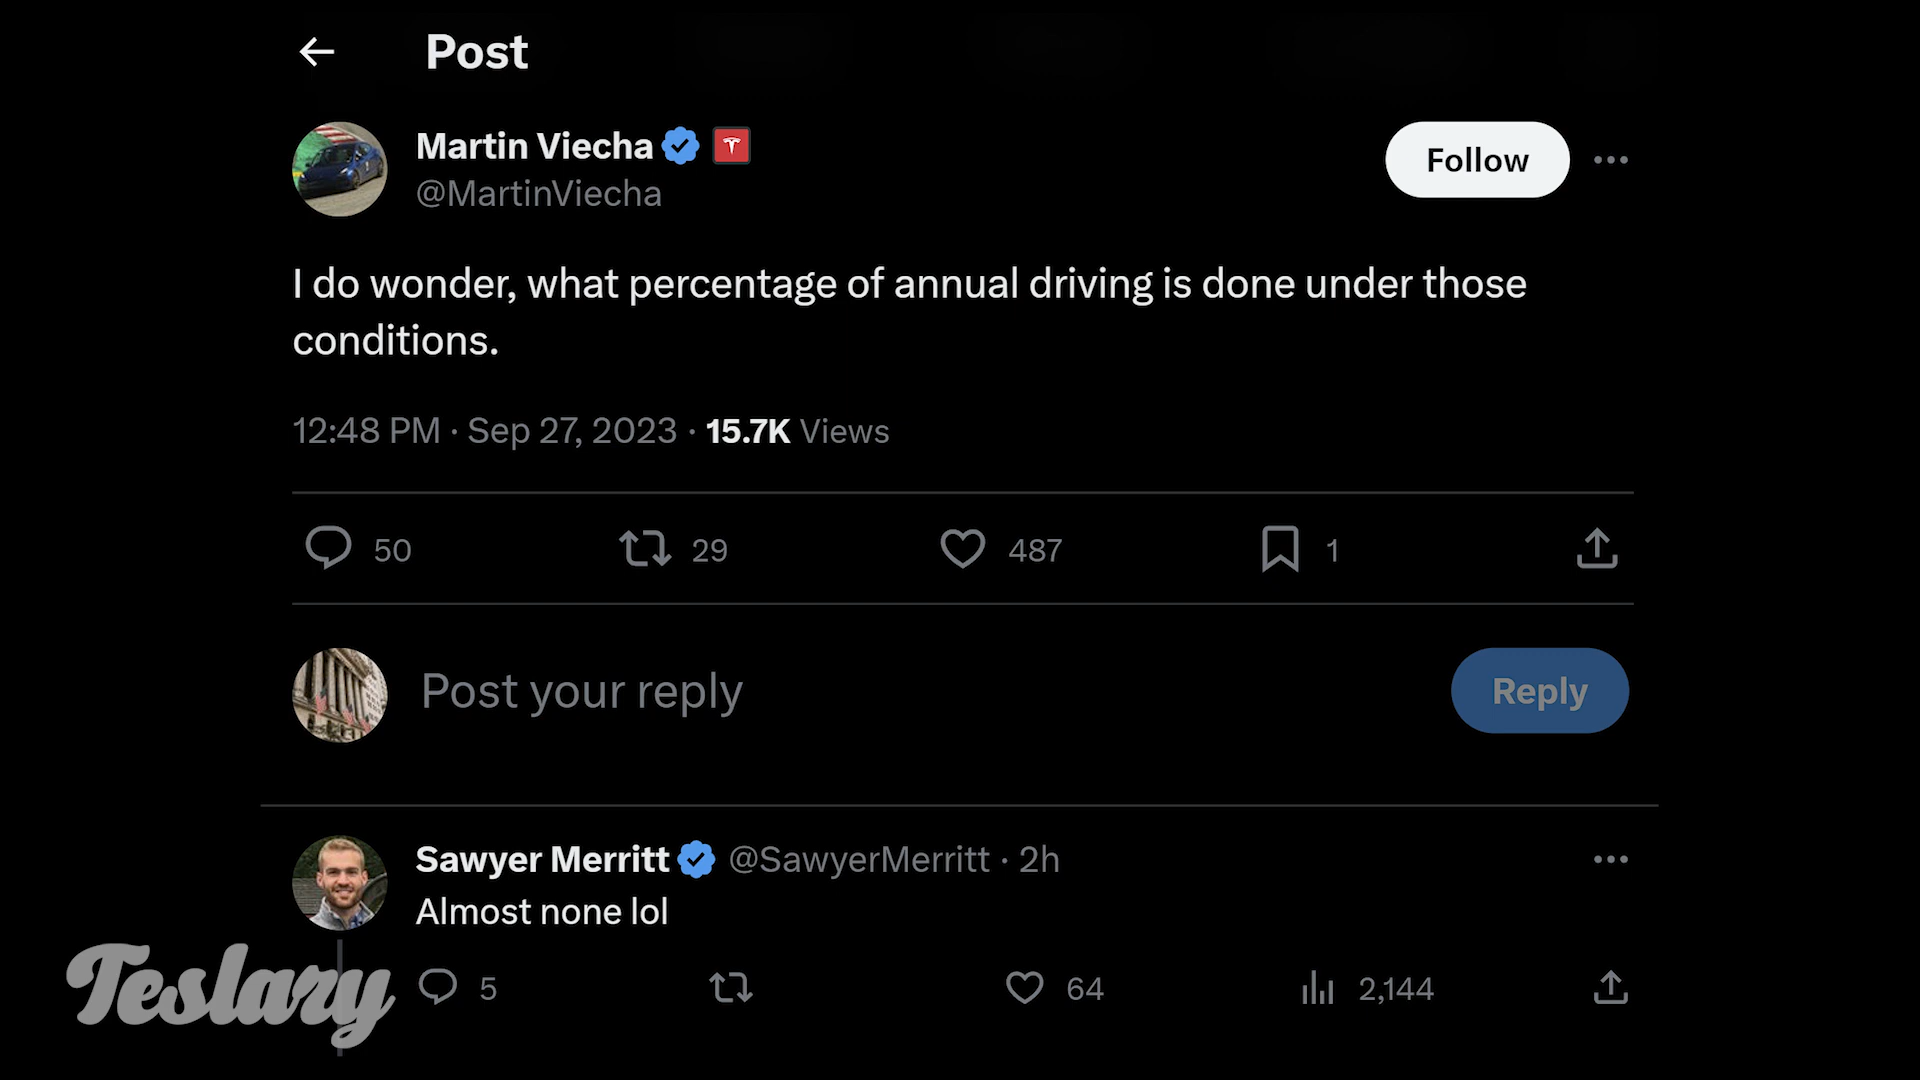 Post
Martin Viecha
@MartinViecha
Follow
I do wonder, what percentage of annual driving is done under those
conditions.
12:48 PM · Sep 27, 2023 · 15.7K Views
50 29 487 1
Post your reply
Reply
Sawyer Merritt @SawyerMerritt · 2h
Almost none lol
5 64 2,144
Teslary